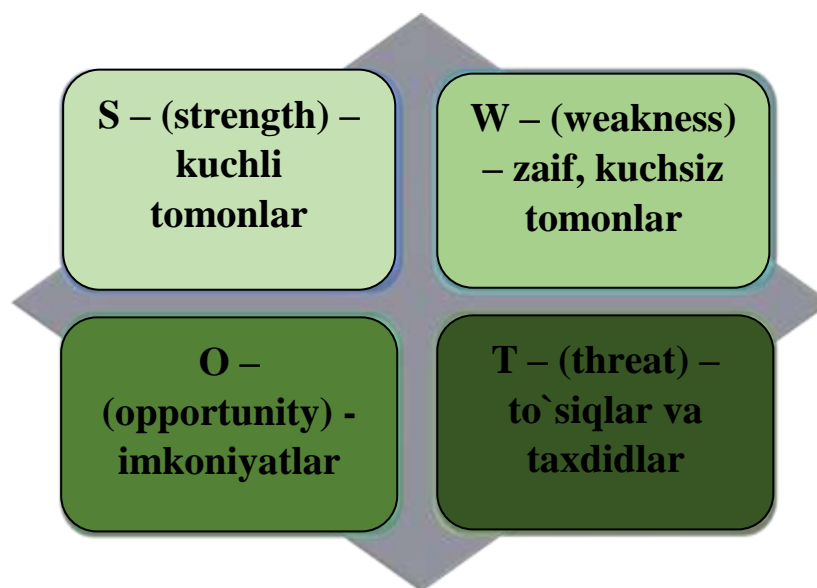 S – (strength) –
kuchli
tomonlar
W – (weakness)
– zaif, kuchsiz
tomonlar
O –
(opportunity) -
imkoniyatlar
T – (threat) –
to`siqlar va
taxdidlar